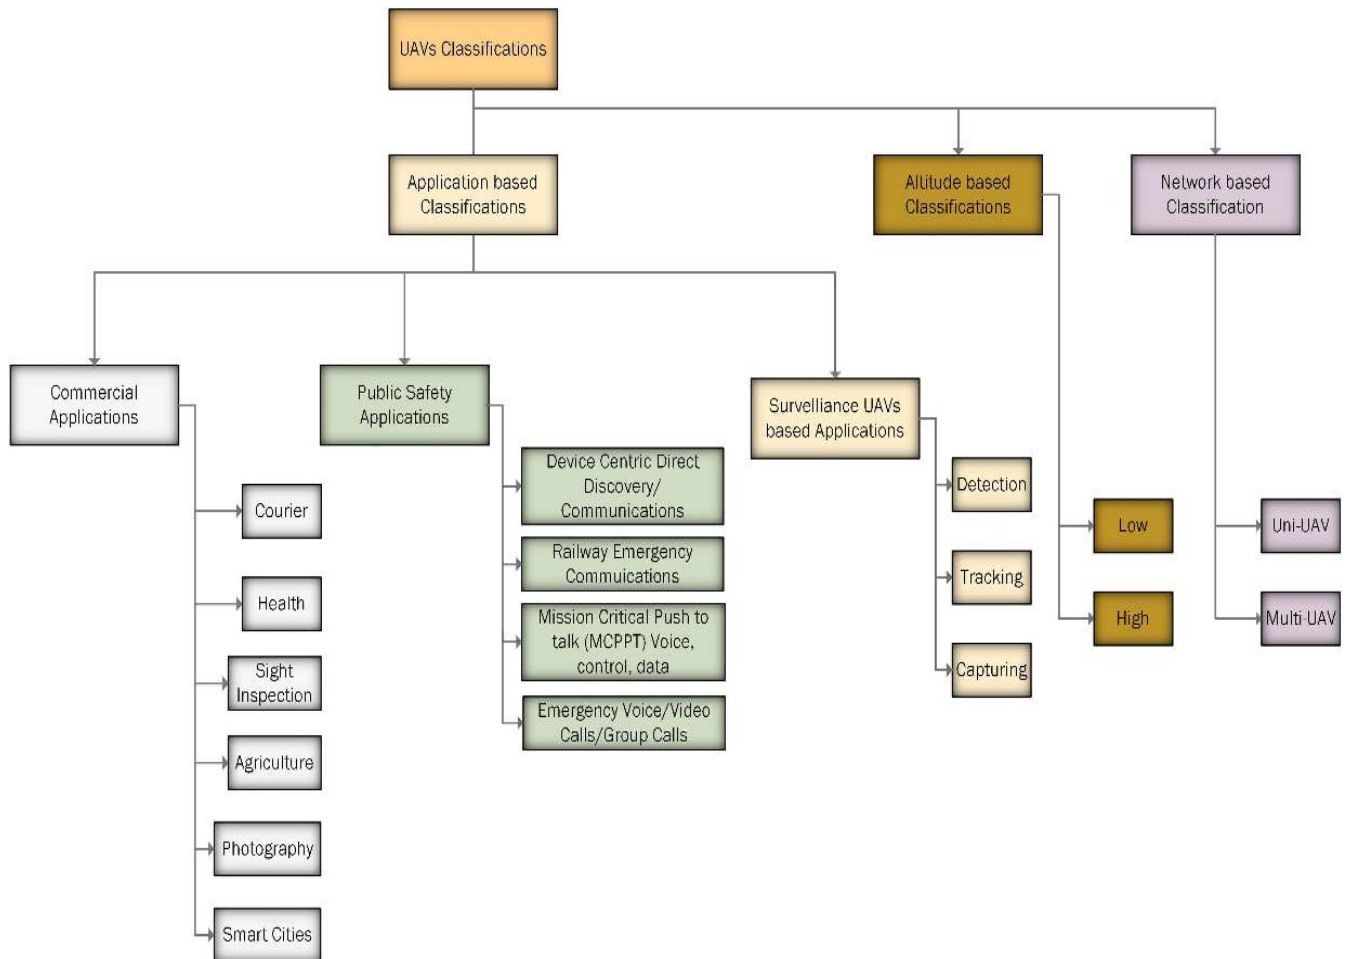 UAVs Classifications
Application based
Classifications
Altitude based
Classifications
Network based
Classification
Commercial
Applications
Public Safety
Applications
Survelliance UAVs
based Applications
Courier
Health
Sight
Inspection
Agriculture
Photography
Smart Cities
Device Centric Direct
Discovery/
Communications
Railway Emergency
Commuications
Mission Critical Push to
talk (MCPPT) Voice,
control, data
Emergency Voice/Video
Calls/Group Calls
Detection
Tracking
Capturing
Low
High
Uni-UAV
Multi-UAV